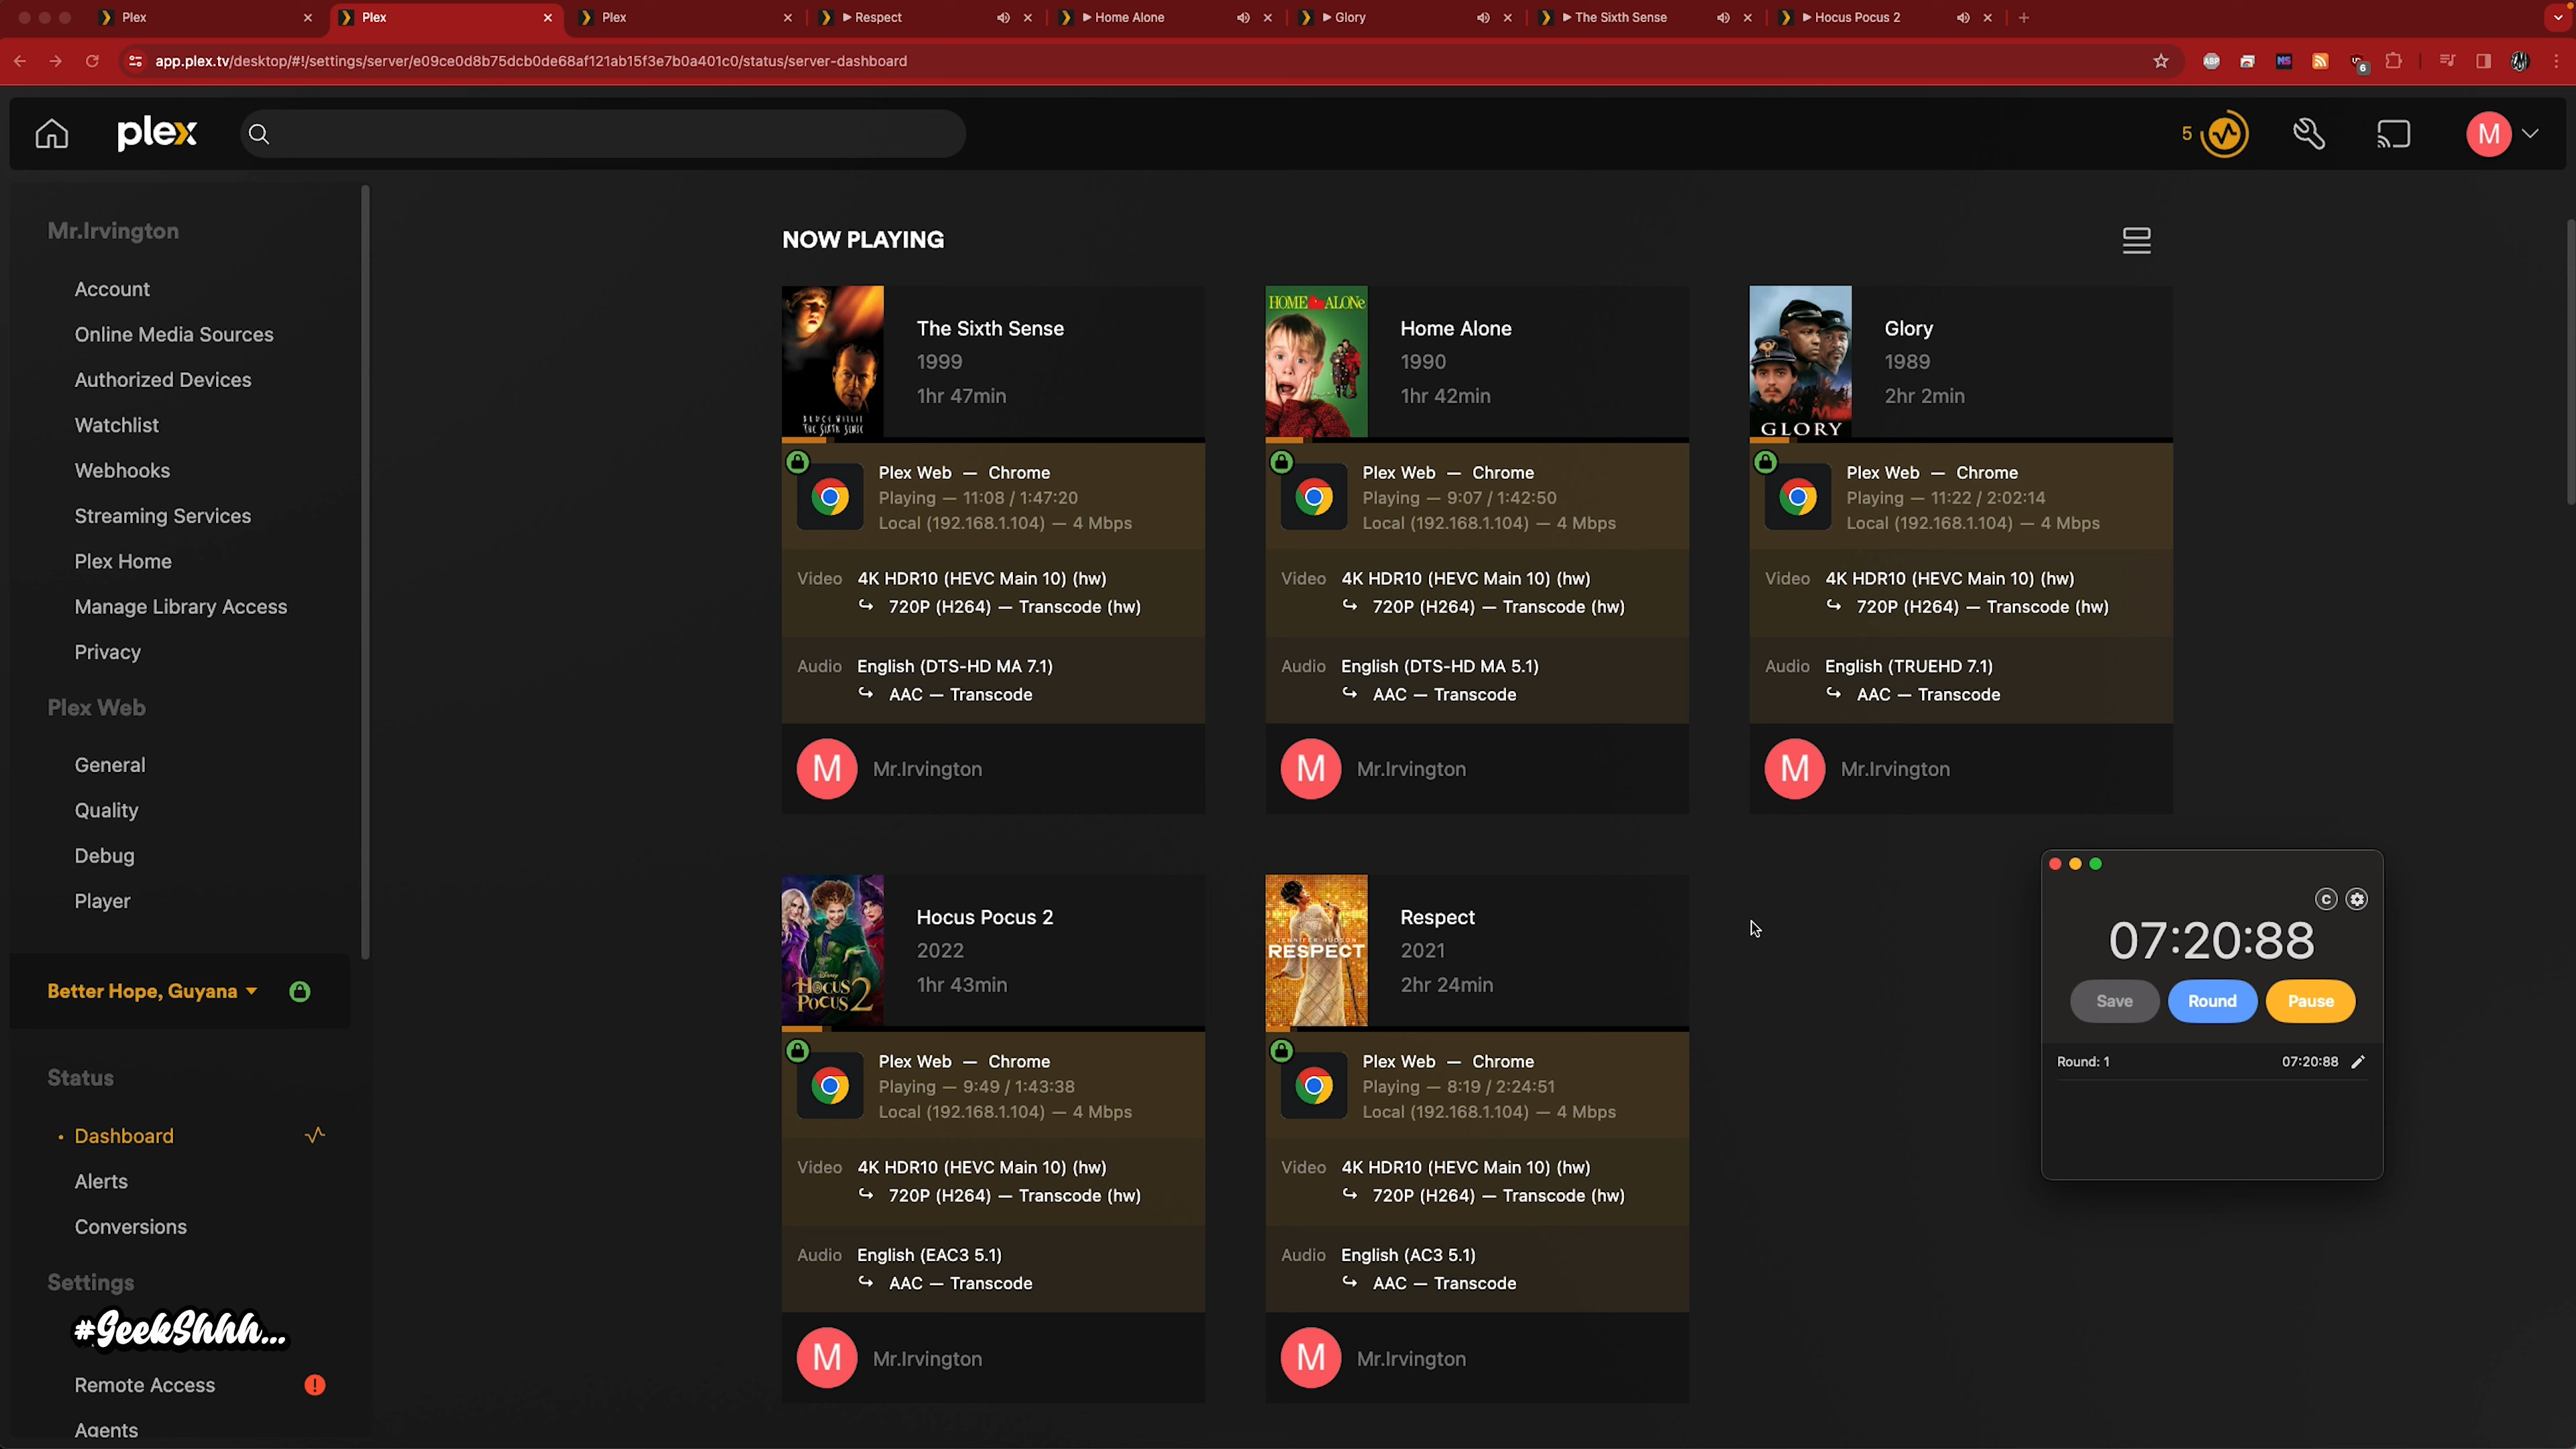 Plex
Plex
Plex
Respect
Home Alone
Glory
The Sixth Sense
Hocus Pocus 2
app.plex.tv/desktop/#!/settings/server/e09ce0d8b75dcb0de68af121ab15f3e7b0a401c0/status/server-dashboard
ABP
NS
6
plex
5
M
Mr.Irvington
Account
Online Media Sources
Authorized Devices
Watchlist
Webhooks
Streaming Services
Plex Home
Manage Library Access
Privacy
Plex Web
General
Quality
Debug
Player
Better Hope, Guyana
Status
Dashboard
Alerts
Conversions
Settings
#GeekShhh...
Remote Access
Agents
NOW PLAYING
BRUCE WILLIS
THE SIXTH SENSE
The Sixth Sense
1999
1hr 47min
Plex Web — Chrome
Playing — 11:08 / 1:47:20
Local (192.168.1.104) — 4 Mbps
Video 4K HDR10 (HEVC Main 10) (hw)
720P (H264) — Transcode (hw)
Audio English (DTS-HD MA 7.1)
AAC — Transcode
M Mr.Irvington
HOME ALONe
Home Alone
1990
1hr 42min
Plex Web — Chrome
Playing — 9:07 / 1:42:50
Local (192.168.1.104) — 4 Mbps
Video 4K HDR10 (HEVC Main 10) (hw)
720P (H264) — Transcode (hw)
Audio English (DTS-HD MA 5.1)
AAC — Transcode
M Mr.Irvington
GLORY
Glory
1989
2hr 2min
Plex Web — Chrome
Playing — 11:22 / 2:02:14
Local (192.168.1.104) — 4 Mbps
Video 4K HDR10 (HEVC Main 10) (hw)
720P (H264) — Transcode (hw)
Audio English (TRUEHD 7.1)
AAC — Transcode
M Mr.Irvington
Disney
HOCUS
POCUS 2
Hocus Pocus 2
2022
1hr 43min
Plex Web — Chrome
Playing — 9:49 / 1:43:38
Local (192.168.1.104) — 4 Mbps
Video 4K HDR10 (HEVC Main 10) (hw)
720P (H264) — Transcode (hw)
Audio English (EAC3 5.1)
AAC — Transcode
M Mr.Irvington
JENNIFER HUDSON
RESPECT
Respect
2021
2hr 24min
Plex Web — Chrome
Playing — 8:19 / 2:24:51
Local (192.168.1.104) — 4 Mbps
Video 4K HDR10 (HEVC Main 10) (hw)
720P (H264) — Transcode (hw)
Audio English (AC3 5.1)
AAC — Transcode
M Mr.Irvington
C
07:20:88
Save Round Pause
Round: 1 07:20:88